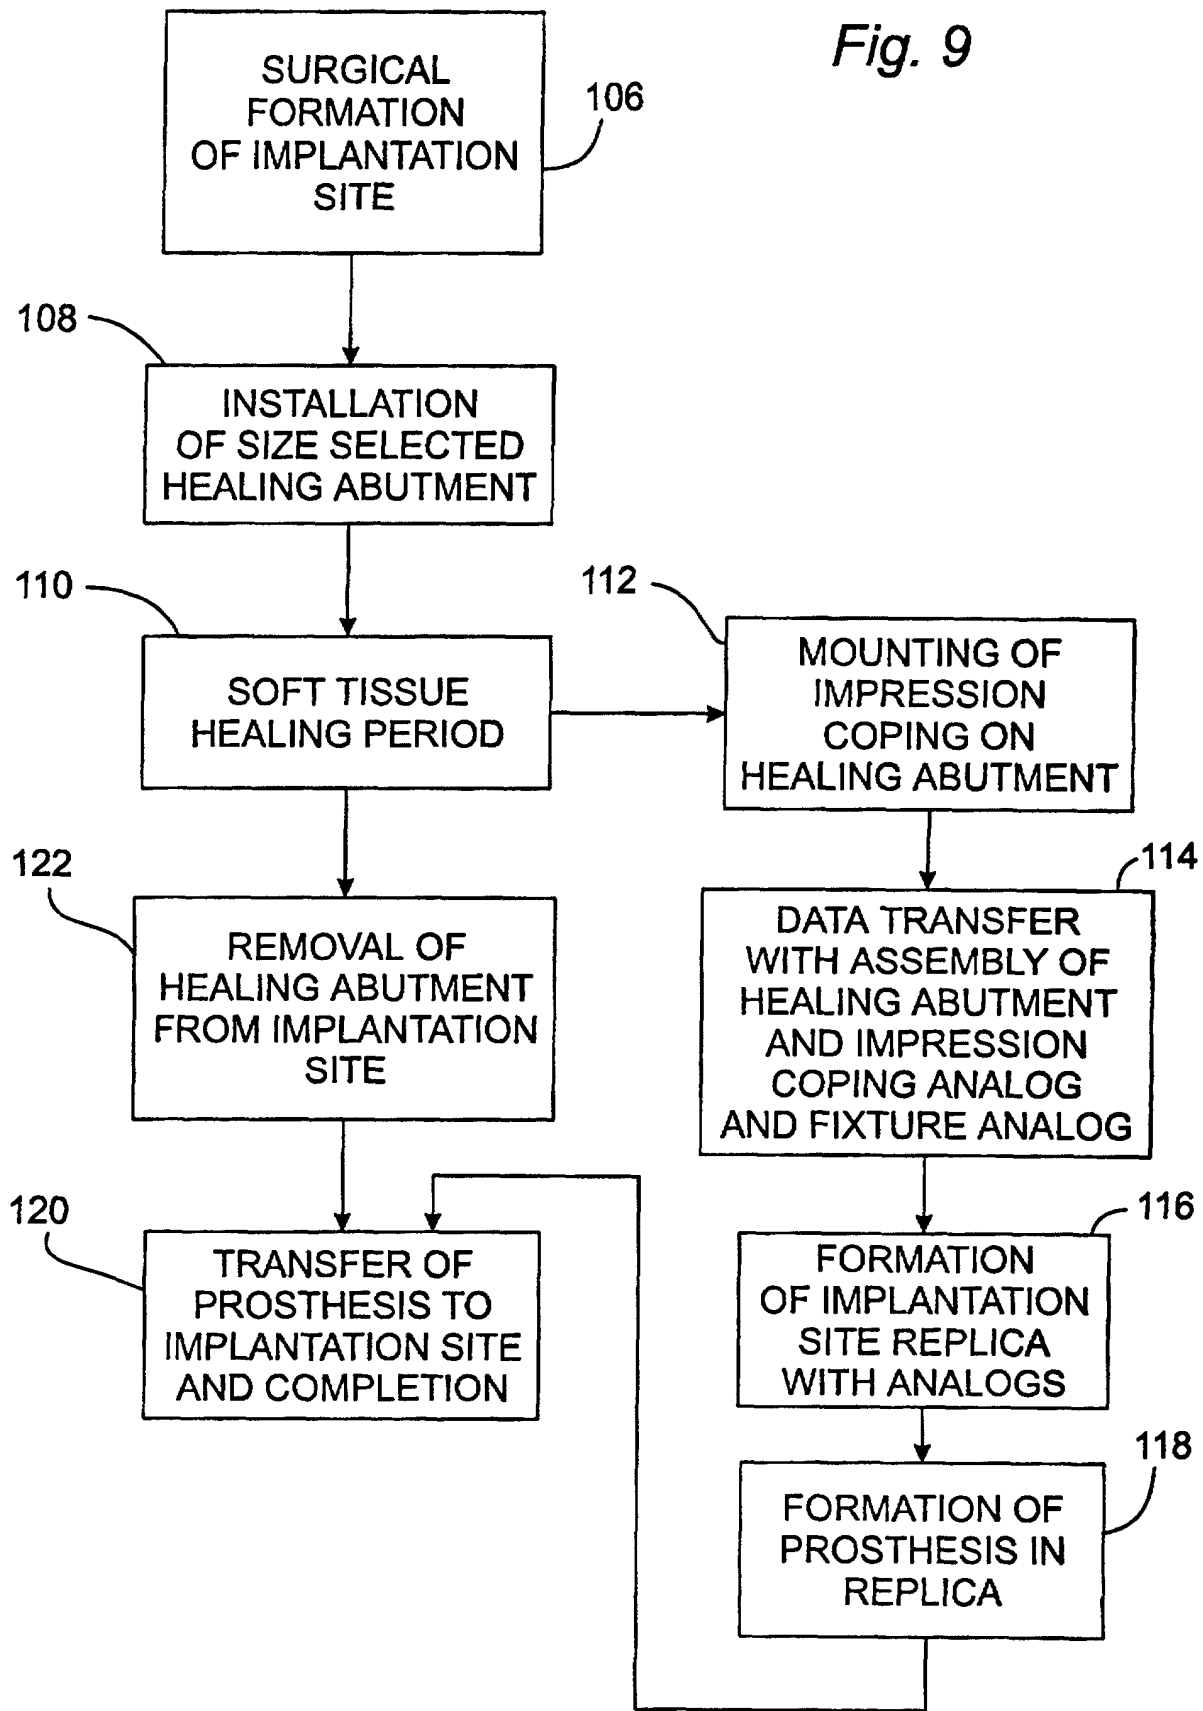 Fig. 9
SURGICAL
FORMATION
OF IMPLANTATION
SITE
106
108
INSTALLATION
OF SIZE SELECTED
HEALING ABUTMENT
110
SOFT TISSUE
HEALING PERIOD
112
MOUNTING OF
IMPRESSION
COPING ON
HEALING ABUTMENT
114
DATA TRANSFER
WITH ASSEMBLY OF
HEALING ABUTMENT
AND IMPRESSION
COPING ANALOG
AND FIXTURE ANALOG
122
REMOVAL OF
HEALING ABUTMENT
FROM IMPLANTATION
SITE
116
FORMATION
OF IMPLANTATION
SITE REPLICA
WITH ANALOGS
118
FORMATION OF
PROSTHESIS IN
REPLICA
120
TRANSFER OF
PROSTHESIS TO
IMPLANTATION SITE
AND COMPLETION